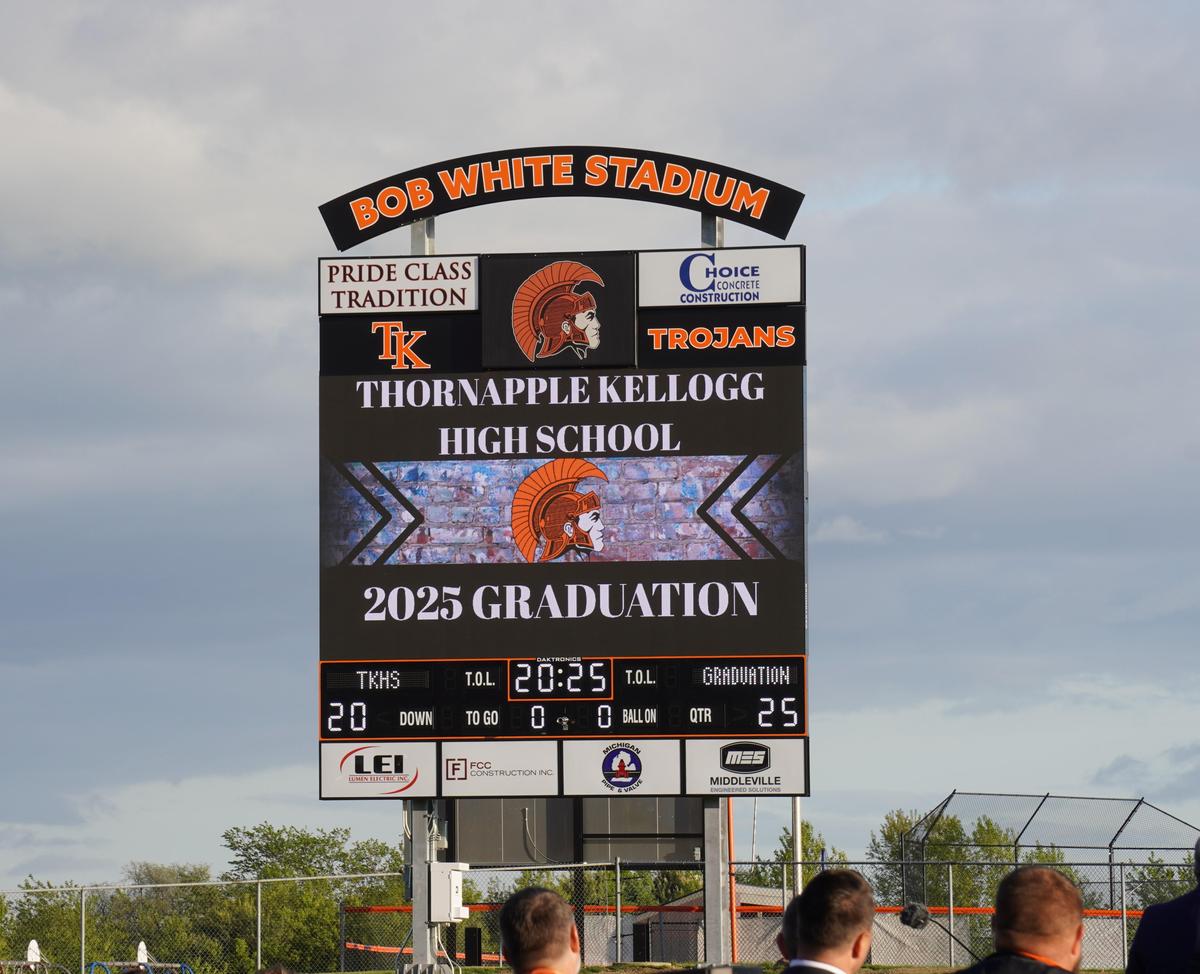 BOB WHITE STADIUM
PRIDE CLASS
TRADITION
CHOICE
CONCRETE
CONSTRUCTION
TK
TROJANS
THORNAPPLE KELLOGG
HIGH SCHOOL
2025 GRADUATION
DAKTRONICS
TKHS
T.O.L.
20:25
T.O.L.
GRADUATION
20
DOWN
TO GO
0
0
BALL ON
QTR
25
LEI
LUMEN ELECTRIC INC.
F
FCC
CONSTRUCTION INC.
MICHIGAN
PIPE & VALVE
MES
MIDDLEVILLE
ENGINEERED SOLUTIONS
3